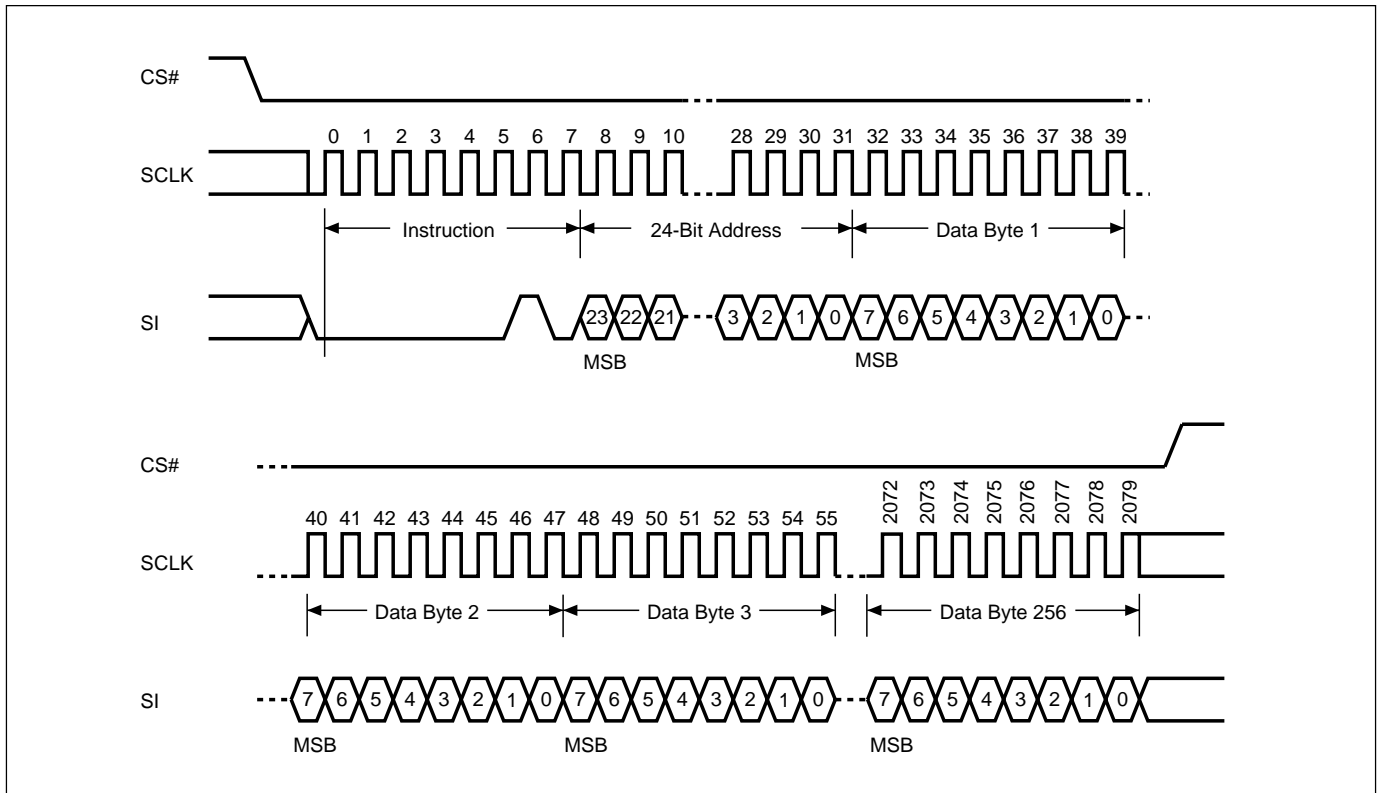 CS#
0 1 2 3 4 5 6 7 8 9 10 28 29 30 31 32 33 34 35 36 37 38 39
SCLK
Instruction 24-Bit Address Data Byte 1
SI 23 22 21 3 2 1 0 7 6 5 4 3 2 1 0
MSB MSB
CS#
40 41 42 43 44 45 46 47 48 49 50 51 52 53 54 55 2072 2073 2074 2075 2076 2077 2078 2079
SCLK
Data Byte 2 Data Byte 3 Data Byte 256
SI 7 6 5 4 3 2 1 0 7 6 5 4 3 2 1 0 7 6 5 4 3 2 1 0
MSB MSB MSB